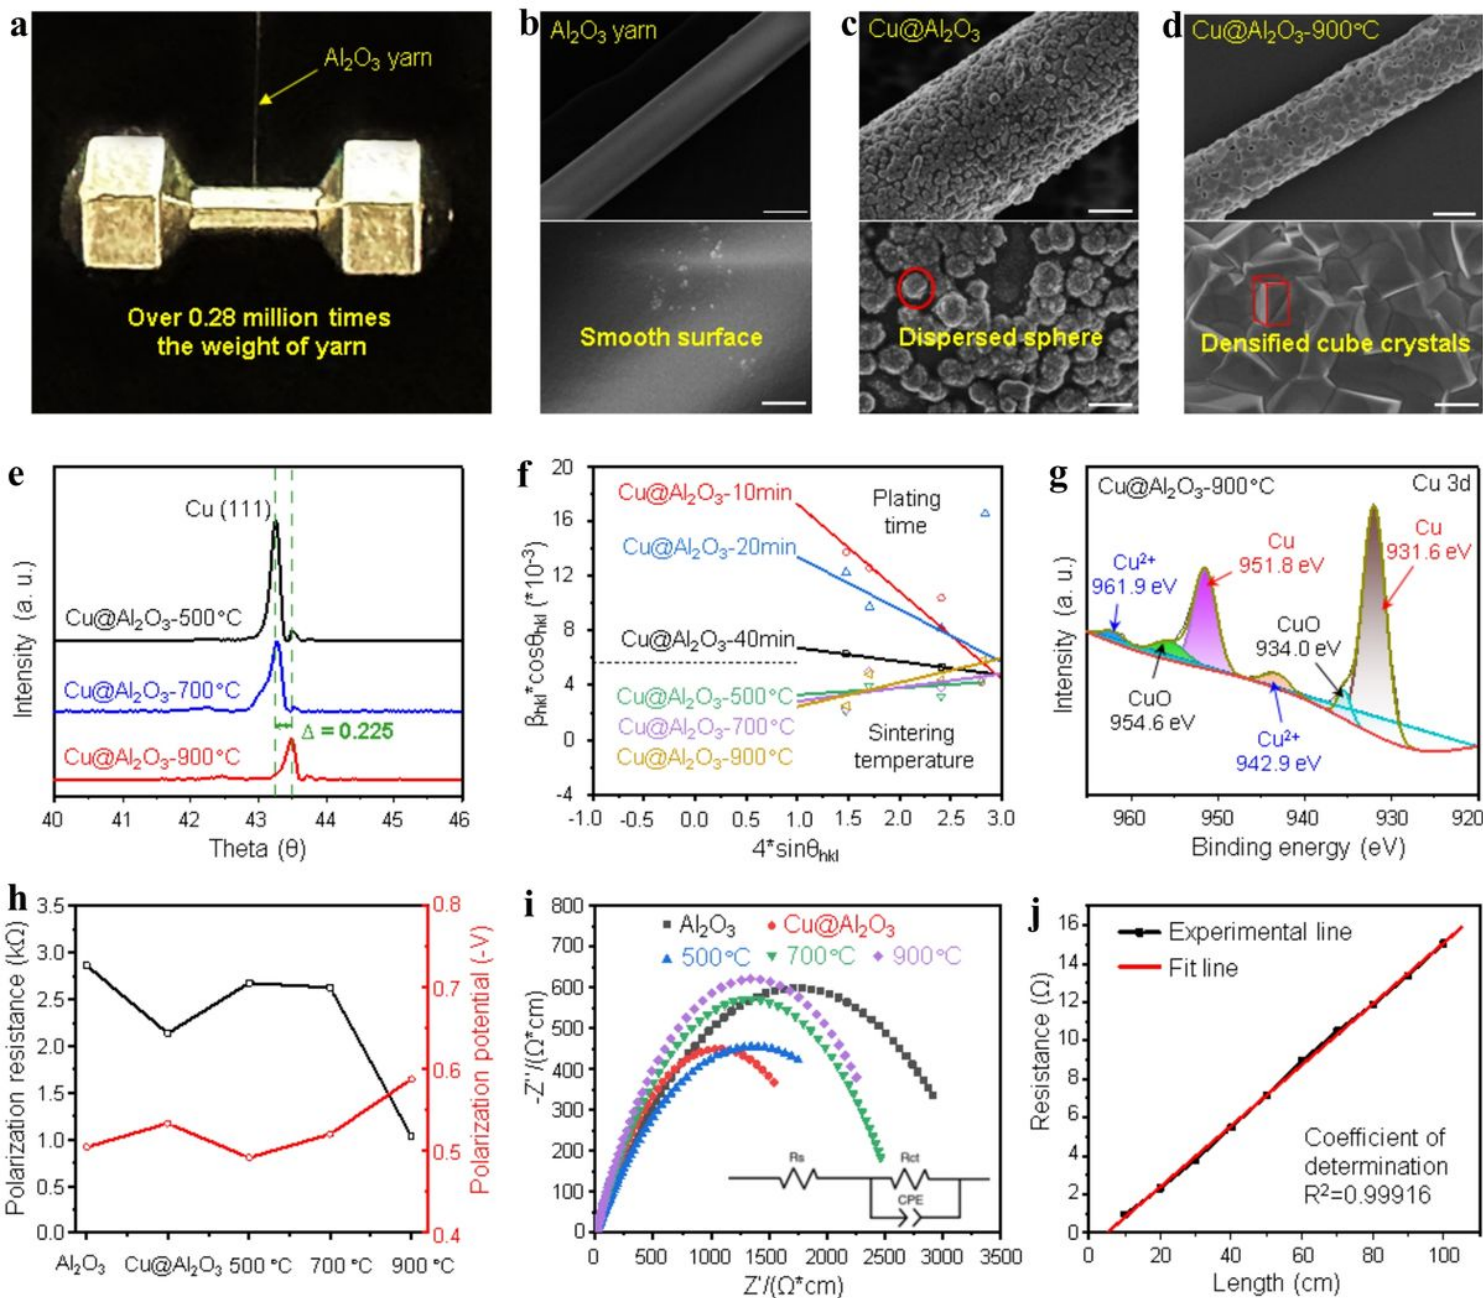 a
Al₂O₃ yarn
Over 0.28 million times
the weight of yarn
b
Al₂O₃ yarn
Smooth surface
c
Cu@Al₂O₃
Dispersed sphere
d
Cu@Al₂O₃-900°C
Densified cube crystals
e
Cu (111)
Cu@Al₂O₃-500°C
Cu@Al₂O₃-700°C
Δ = 0.225
Cu@Al₂O₃-900°C
Intensity (a. u.)
40 41 42 43 44 45 46
Theta (θ)
f
20
16
12
8
4
0
-4
β_hkl*cosθ_hkl (*10⁻³)
Cu@Al₂O₃-10min
Plating
time
Cu@Al₂O₃-20min
Cu@Al₂O₃-40min
Cu@Al₂O₃-500°C
Cu@Al₂O₃-700°C
Cu@Al₂O₃-900°C
Sintering
temperature
-1.0 -0.5 0.0 0.5 1.0 1.5 2.0 2.5 3.0
4*sinθ_hkl
g
Cu@Al₂O₃-900°C
Cu 3d
Cu²⁺
961.9 eV
Cu
951.8 eV
Cu
931.6 eV
CuO
934.0 eV
CuO
954.6 eV
Cu²⁺
942.9 eV
Intensity (a. u.)
960 950 940 930 920
Binding energy (eV)
h
3.5
3.0
2.5
2.0
1.5
1.0
0.5
0.0
Polarization resistance (kΩ)
0.8
0.7
0.6
0.5
0.4
Polarization potential (-V)
Al₂O₃ Cu@Al₂O₃ 500 °C 700 °C 900 °C
i
800
700
600
500
400
300
200
100
0
-Z''/(Ω*cm)
Al₂O₃ Cu@Al₂O₃
500°C 700°C 900°C
Rs
Rct
CPE
0 500 1000 1500 2000 2500 3000 3500
Z'/(Ω*cm)
j
16
14
12
10
8
6
4
2
0
Resistance (Ω)
Experimental line
Fit line
Coefficient of
determination
R²=0.99916
0 20 40 60 80 100
Length (cm)